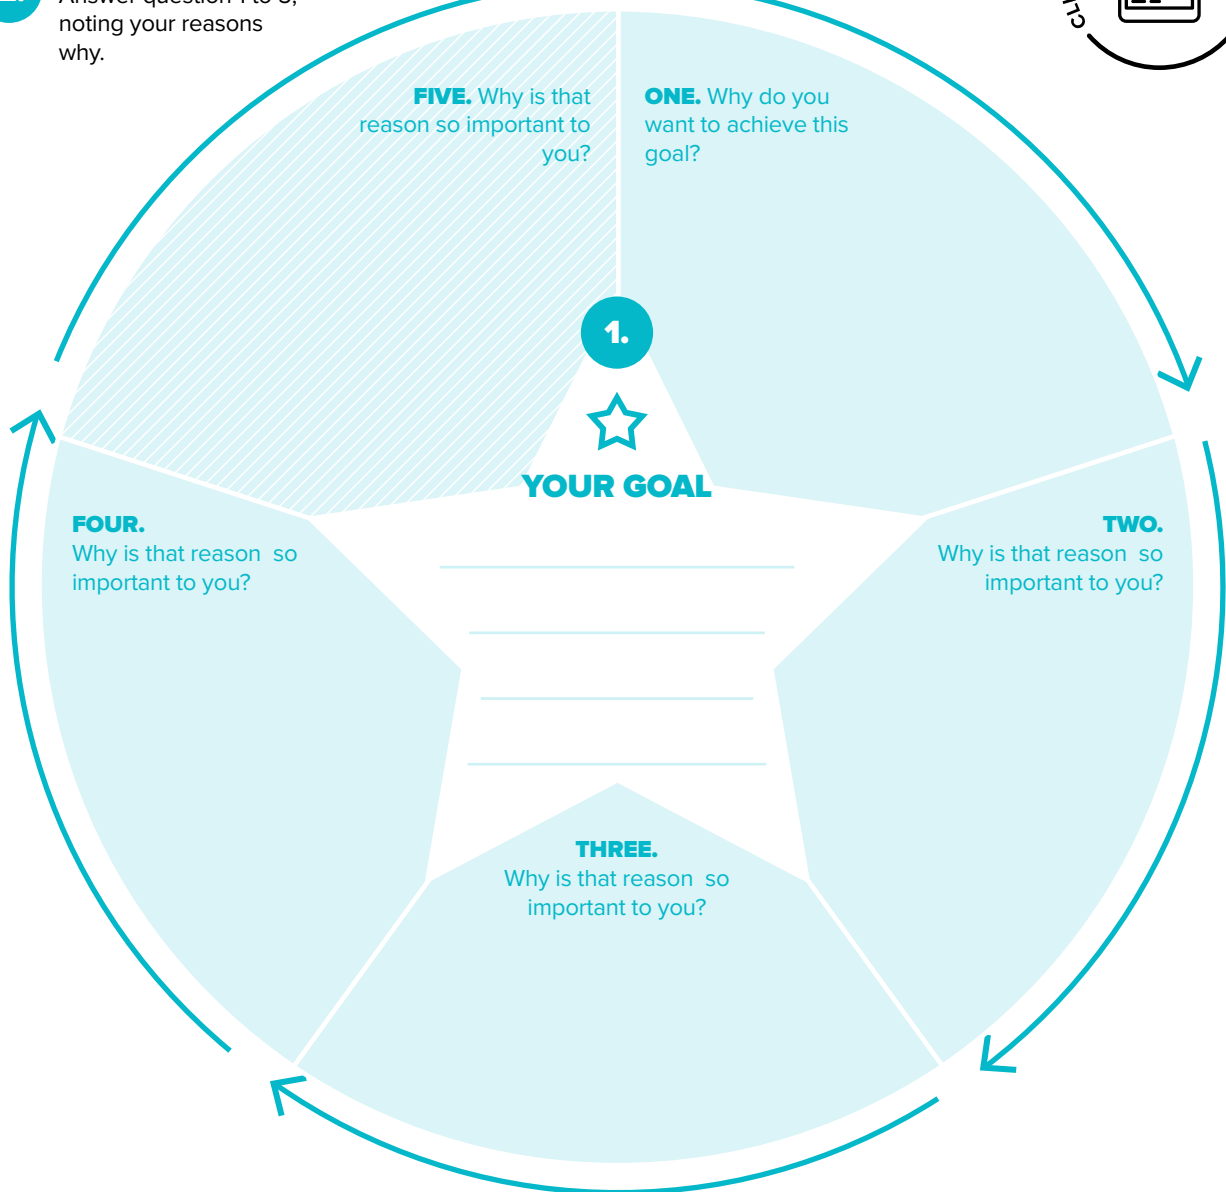 noting your reasons
why.
FIVE. Why is that
reason so important to
you?
ONE. Why do you
want to achieve this
goal?
1.
YOUR GOAL
FOUR.
Why is that reason so
important to you?
TWO.
Why is that reason so
important to you?
THREE.
Why is that reason so
important to you?